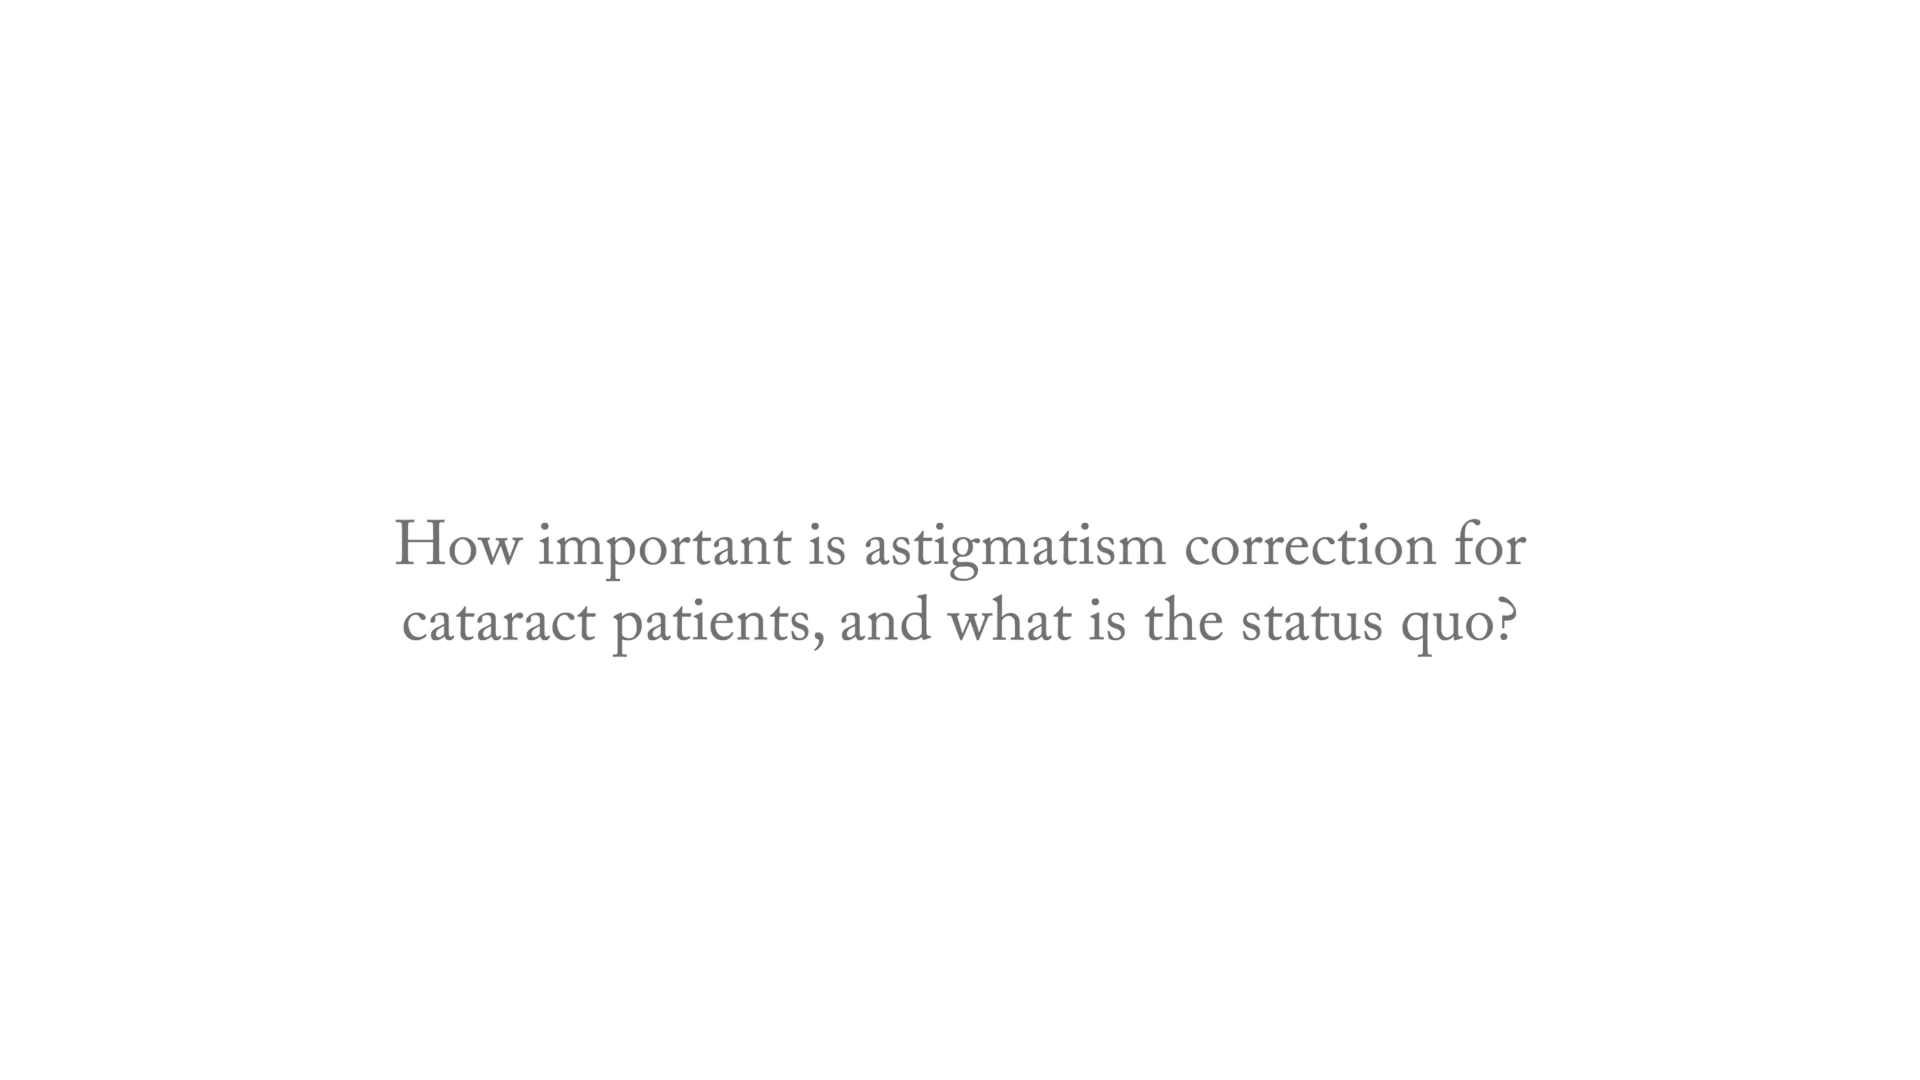 How important is astigmatism correction for
cataract patients, and what is the status quo?